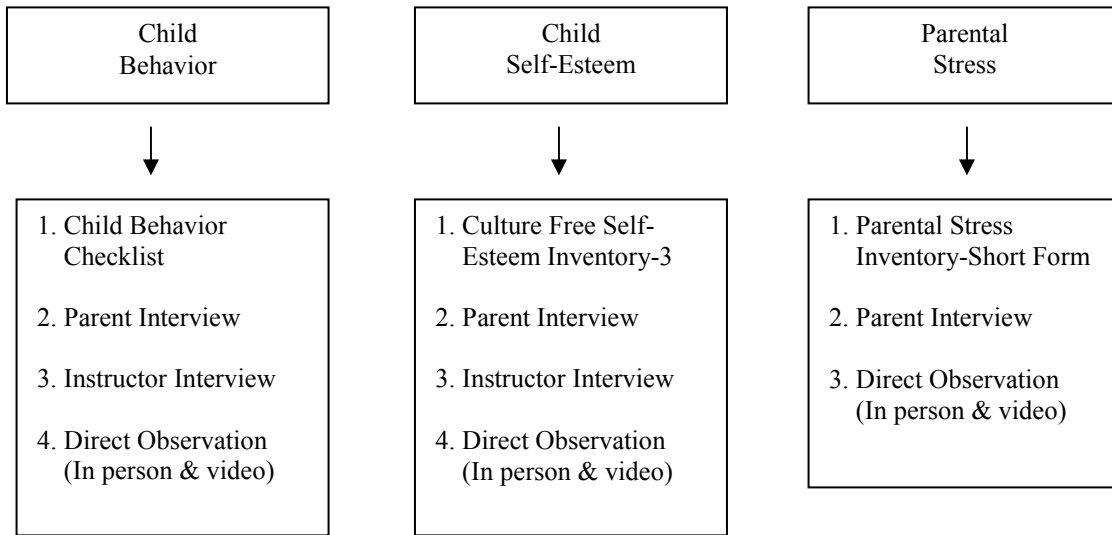 Child
Behavior
Child
Self-Esteem
Parental
Stress
1. Child Behavior
Checklist
2. Parent Interview
3. Instructor Interview
4. Direct Observation
(In person & video)
1. Culture Free Self-
Esteem Inventory-3
2. Parent Interview
3. Instructor Interview
4. Direct Observation
(In person & video)
1. Parental Stress
Inventory-Short Form
2. Parent Interview
3. Direct Observation
(In person & video)